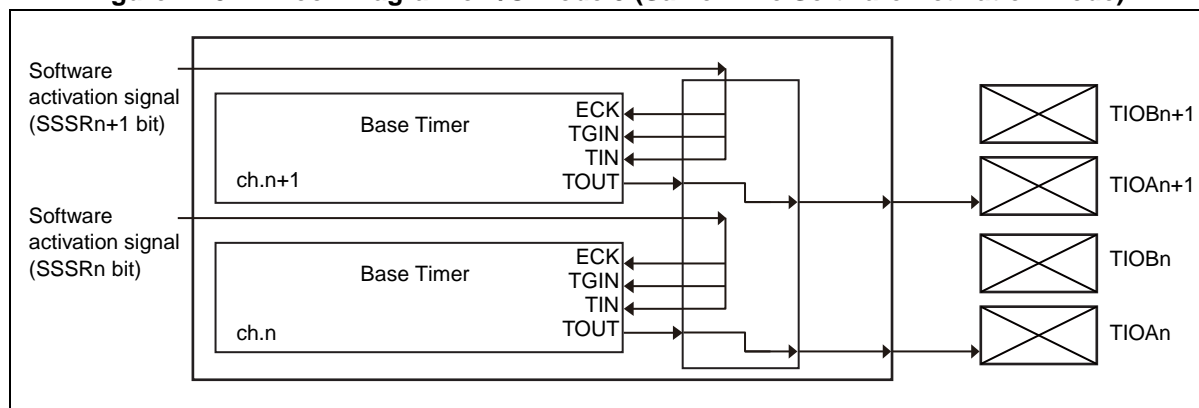 Software
activation signal
(SSSRn+1 bit)
Base Timer
ch.n+1
ECK
TGIN
TIN
TOUT
TIOBn+1
TIOAn+1
Software
activation signal
(SSSRn bit)
Base Timer
ch.n
ECK
TGIN
TIN
TOUT
TIOBn
TIOAn